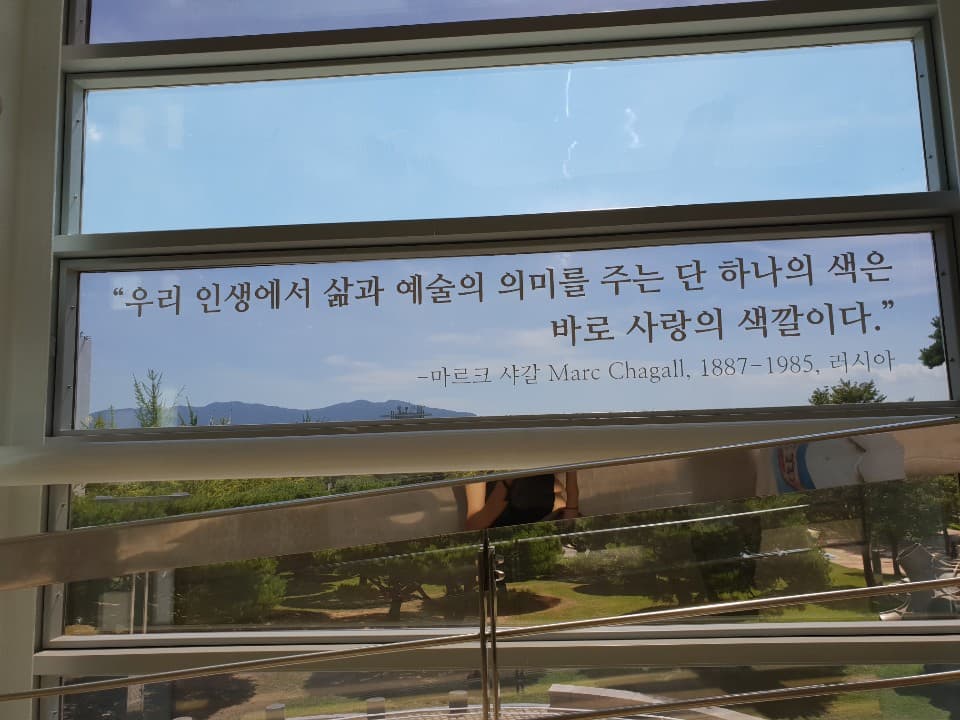 “우리 인생에서 삶과 예술의 의미를 주는 단 하나의 색은
바로 사랑의 색깔이다.”
-마르크 샤갈 Marc Chagall, 1887-1985, 러시아